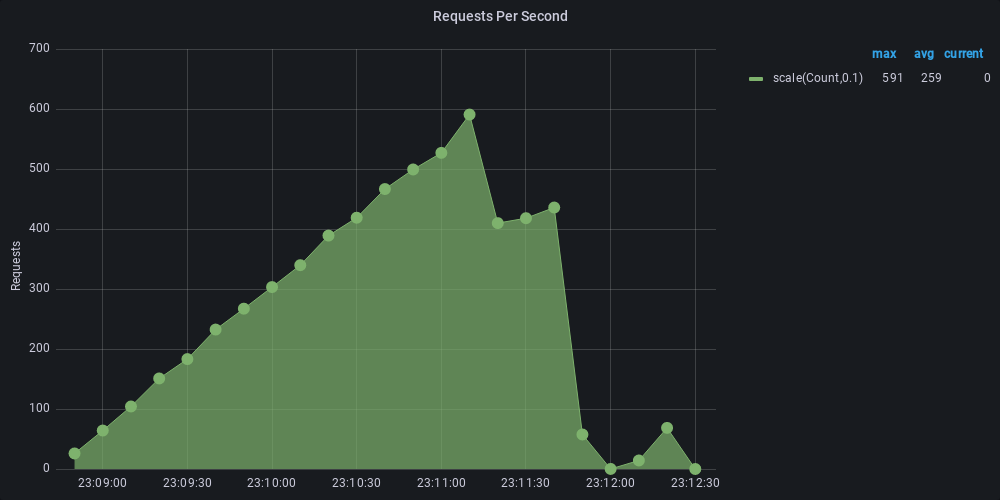 Requests Per Second
max avg current
scale(Count,0.1) 591 259 0
Requests
700
600
500
400
300
200
100
0
23:09:00 23:09:30 23:10:00 23:10:30 23:11:00 23:11:30 23:12:00 23:12:30